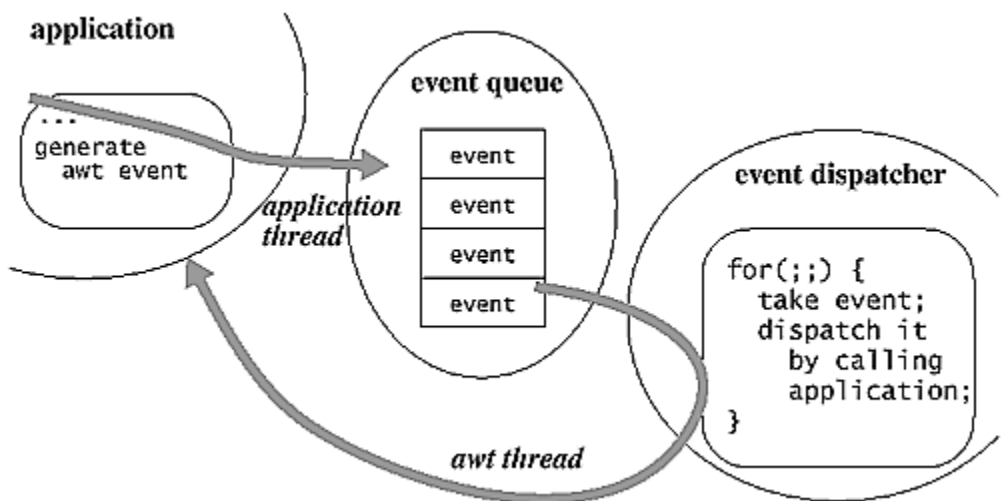 application
...
generate
awt event
application
thread
event queue
event
event
event
event
event dispatcher
for(;;) {
take event;
dispatch it
by calling
application;
}
awt thread